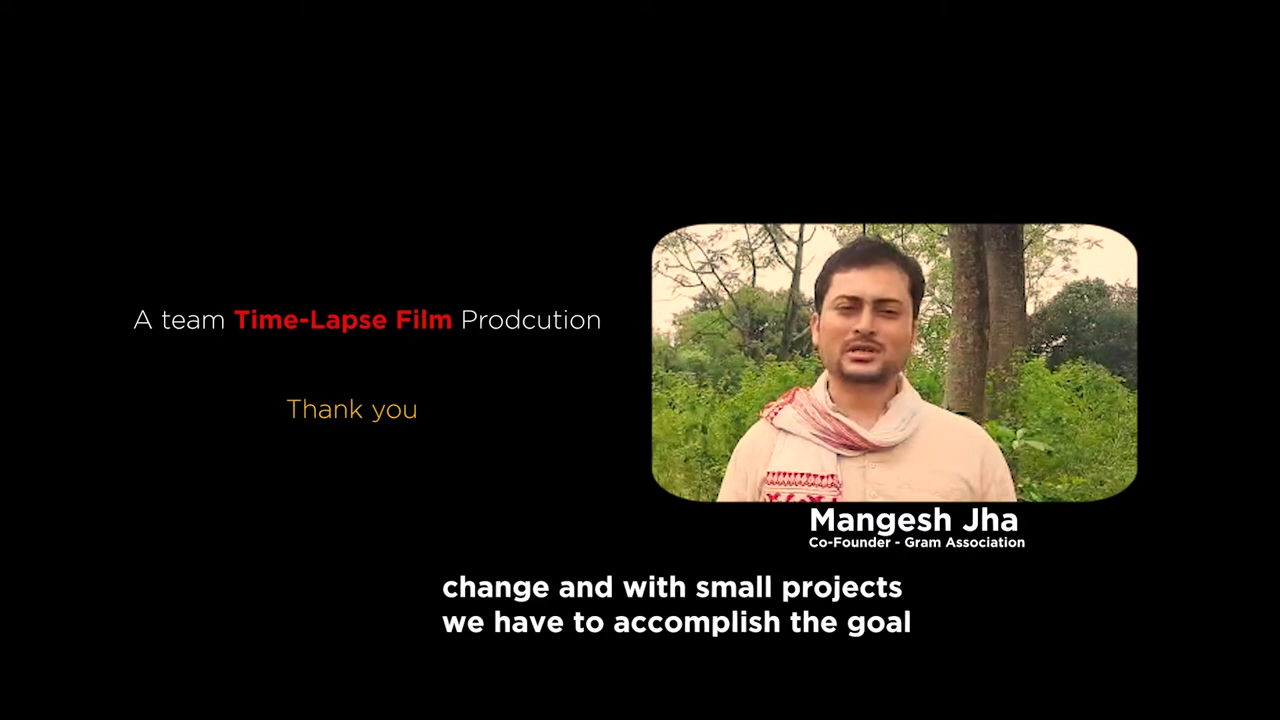 A team Time-Lapse Film Prodcution
Thank you
Mangesh Jha
Co-Founder - Gram Association
change and with small projects
we have to accomplish the goal